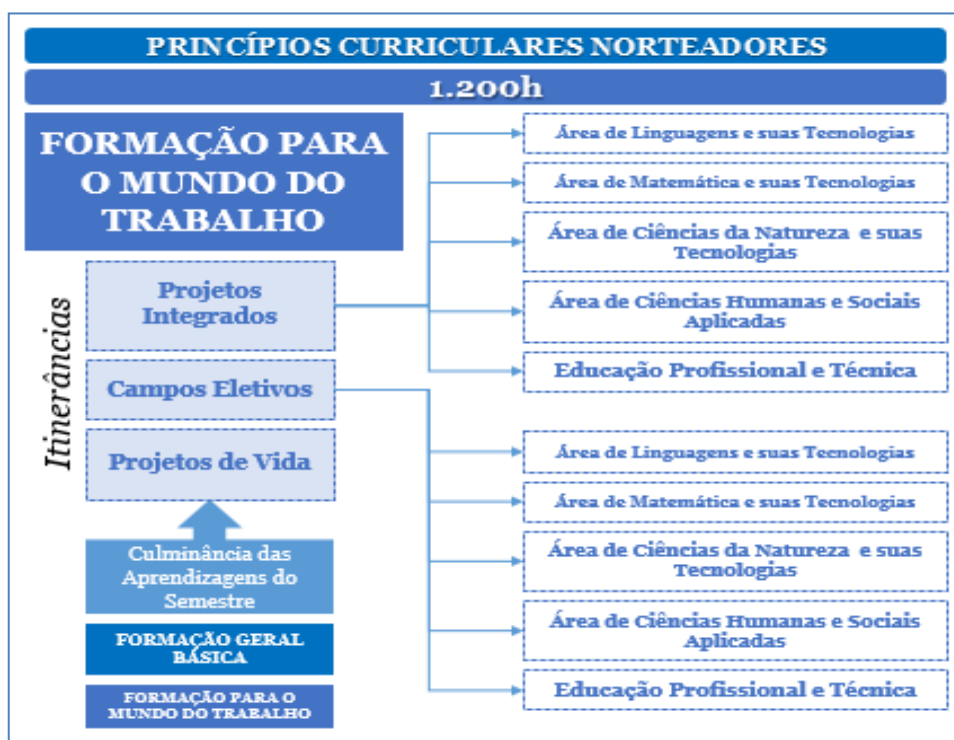 PRINCÍPIOS CURRICULARES NORTEADORES
1.200h
FORMAÇÃO PARA
O MUNDO DO
TRABALHO
Itinerâncias
Projetos
Integrados
Campos Eletivos
Projetos de Vida
Culminância das
Aprendizagens do
Semestre
FORMAÇÃO GERAL
BÁSICA
FORMAÇÃO PARA O
MUNDO DO TRABALHO
Área de Linguagens e suas Tecnologias
Área de Matemática e suas Tecnologias
Área de Ciências da Natureza e suas
Tecnologias
Área de Ciências Humanas e Sociais
Aplicadas
Educação Profissional e Técnica
Área de Linguagens e suas Tecnologias
Área de Matemática e suas Tecnologias
Área de Ciências da Natureza e suas
Tecnologias
Área de Ciências Humanas e Sociais
Aplicadas
Educação Profissional e Técnica